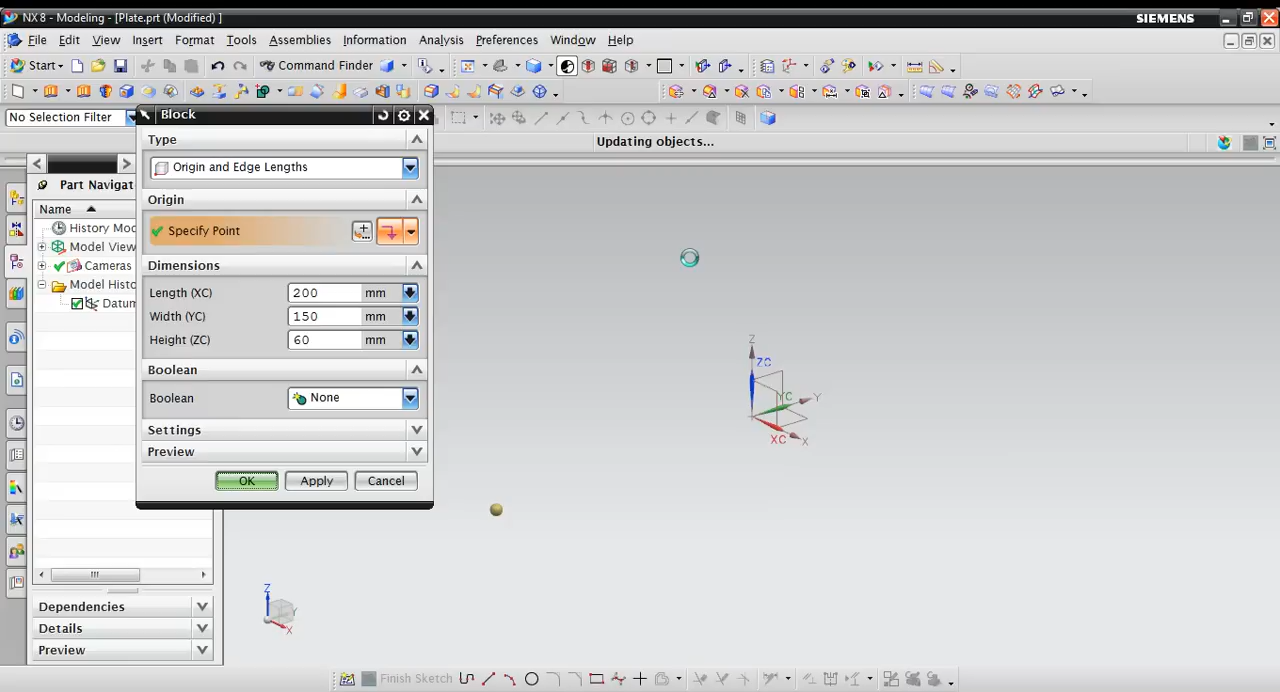 NX 8 - Modeling - [Plate.prt (Modified) ]
SIEMENS
File Edit View Insert Format Tools Assemblies Information Analysis Preferences Window Help
Start
Command Finder
No Selection Filter
Updating objects...
Block
Type
Origin and Edge Lengths
Origin
Specify Point
Dimensions
Length (XC) 200 mm
Width (YC) 150 mm
Height (ZC) 60 mm
Boolean
Boolean None
Settings
Preview
OK Apply Cancel
Part Navigat
Name
History Mod
Model View
Cameras
Model Histo
Datum
Dependencies
Details
Preview
Z
ZC
YC
Y
XC
X
Z
Y
X
Finish Sketch